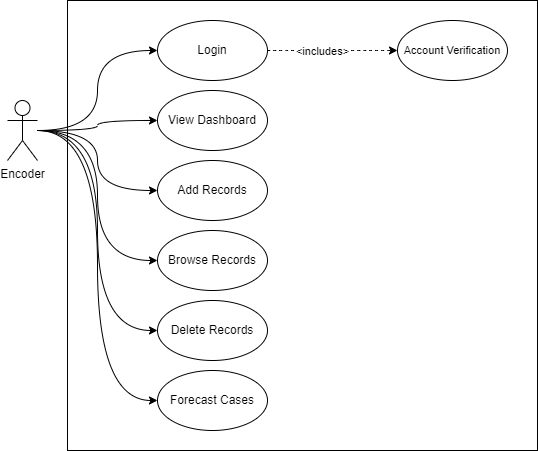 Login
<includes>
Account Verification
View Dashboard
Encoder
Add Records
Browse Records
Delete Records
Forecast Cases